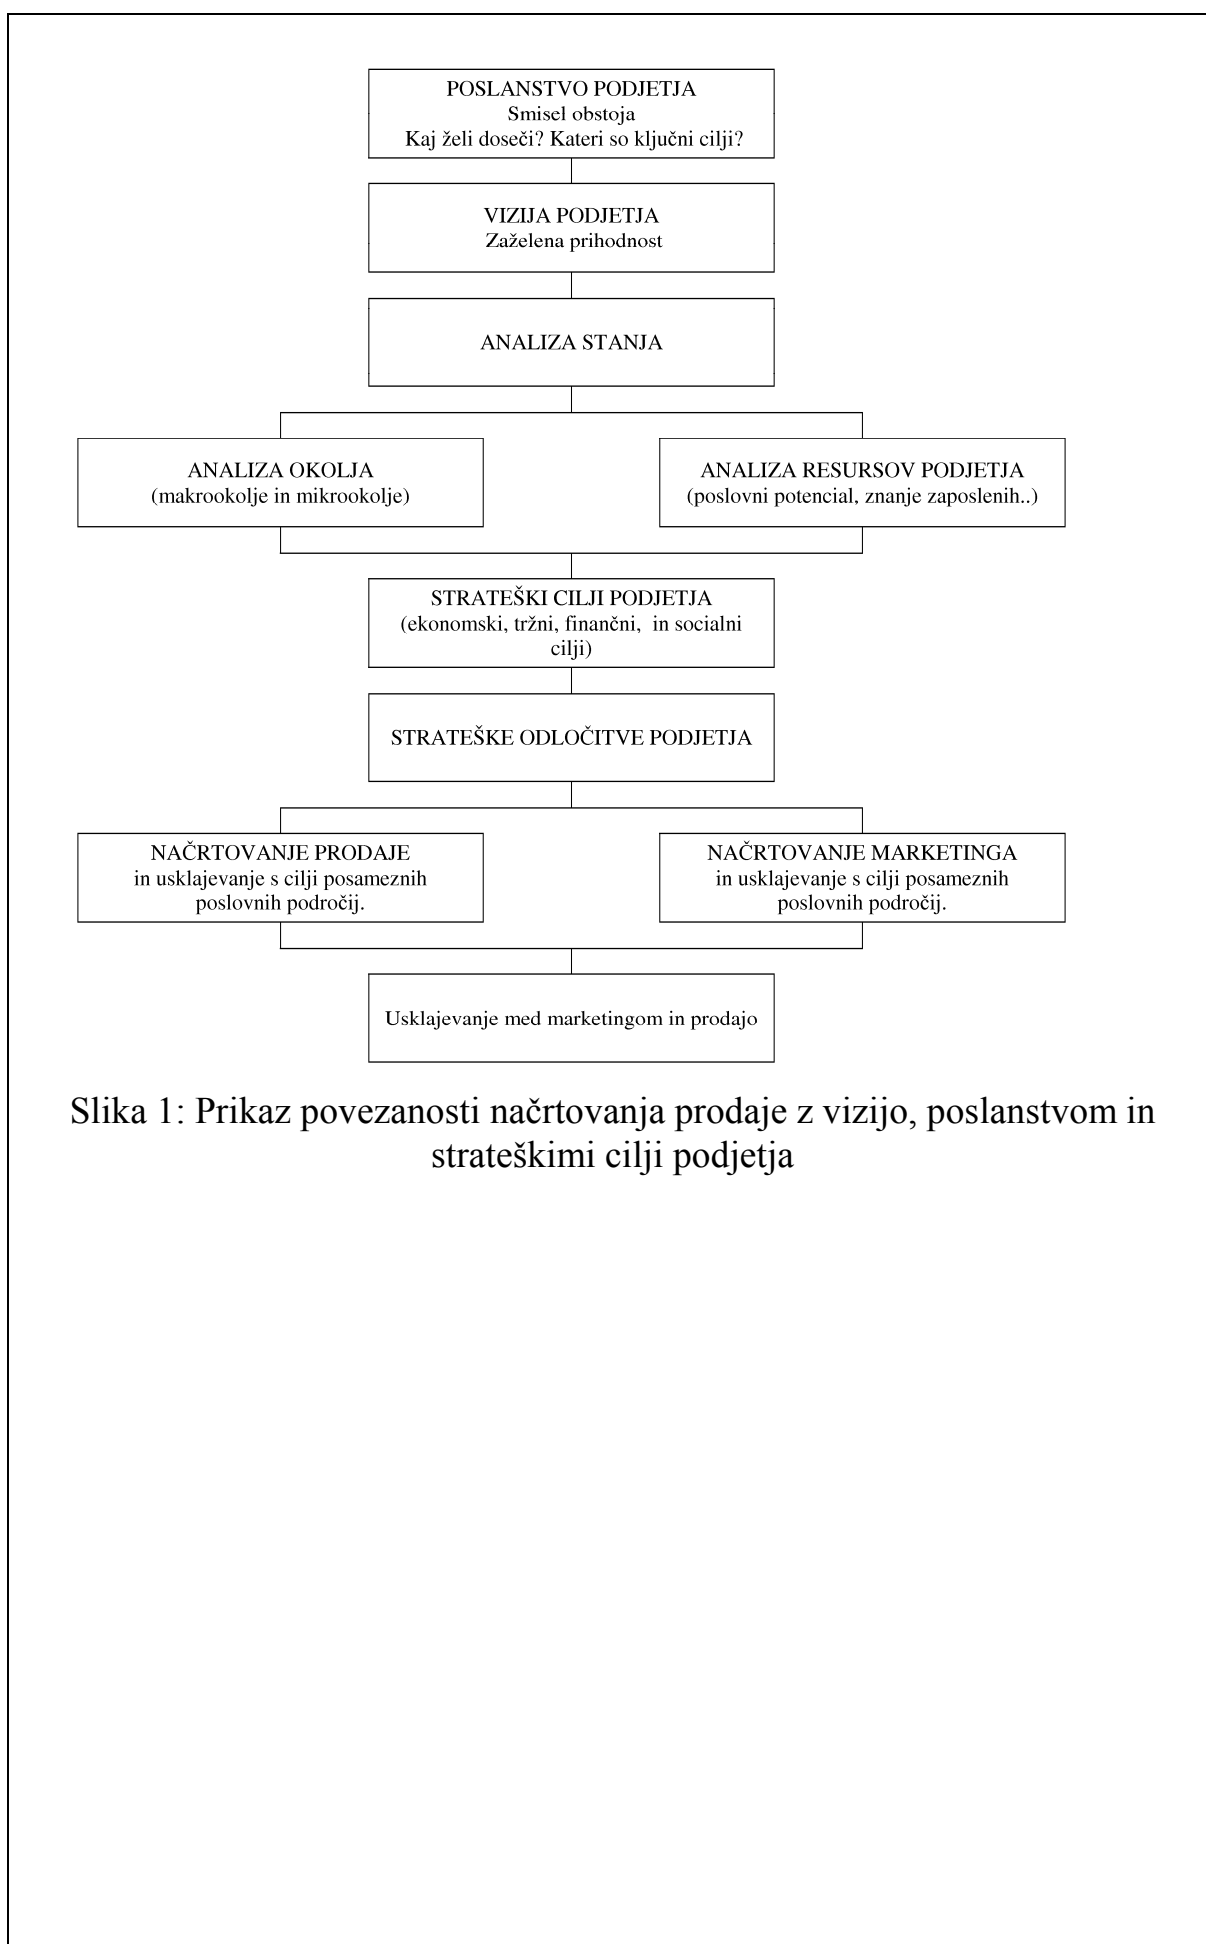 POSLANSTVO PODJETJA
Smisel obstoja
Kaj želi doseči? Kateri so ključni cilji?
VIZIJA PODJETJA
Zaželena prihodnost
ANALIZA STANJA
ANALIZA OKOLJA
(makrookolje in mikrookolje)
ANALIZA RESURSOV PODJETJA
(poslovni potencial, znanje zaposlenih..)
STRATEŠKI CILJI PODJETJA
(ekonomski, tržni, finančni,  in socialni
cilji)
STRATEŠKE ODLOČITVE PODJETJA
NAČRTOVANJE PRODAJE
in usklajevanje s cilji posameznih
poslovnih področij.
NAČRTOVANJE MARKETINGA
in usklajevanje s cilji posameznih
poslovnih področij.
Usklajevanje med marketingom in prodajo
Slika 1: Prikaz povezanosti načrtovanja prodaje z vizijo, poslanstvom in
strateškimi cilji podjetja